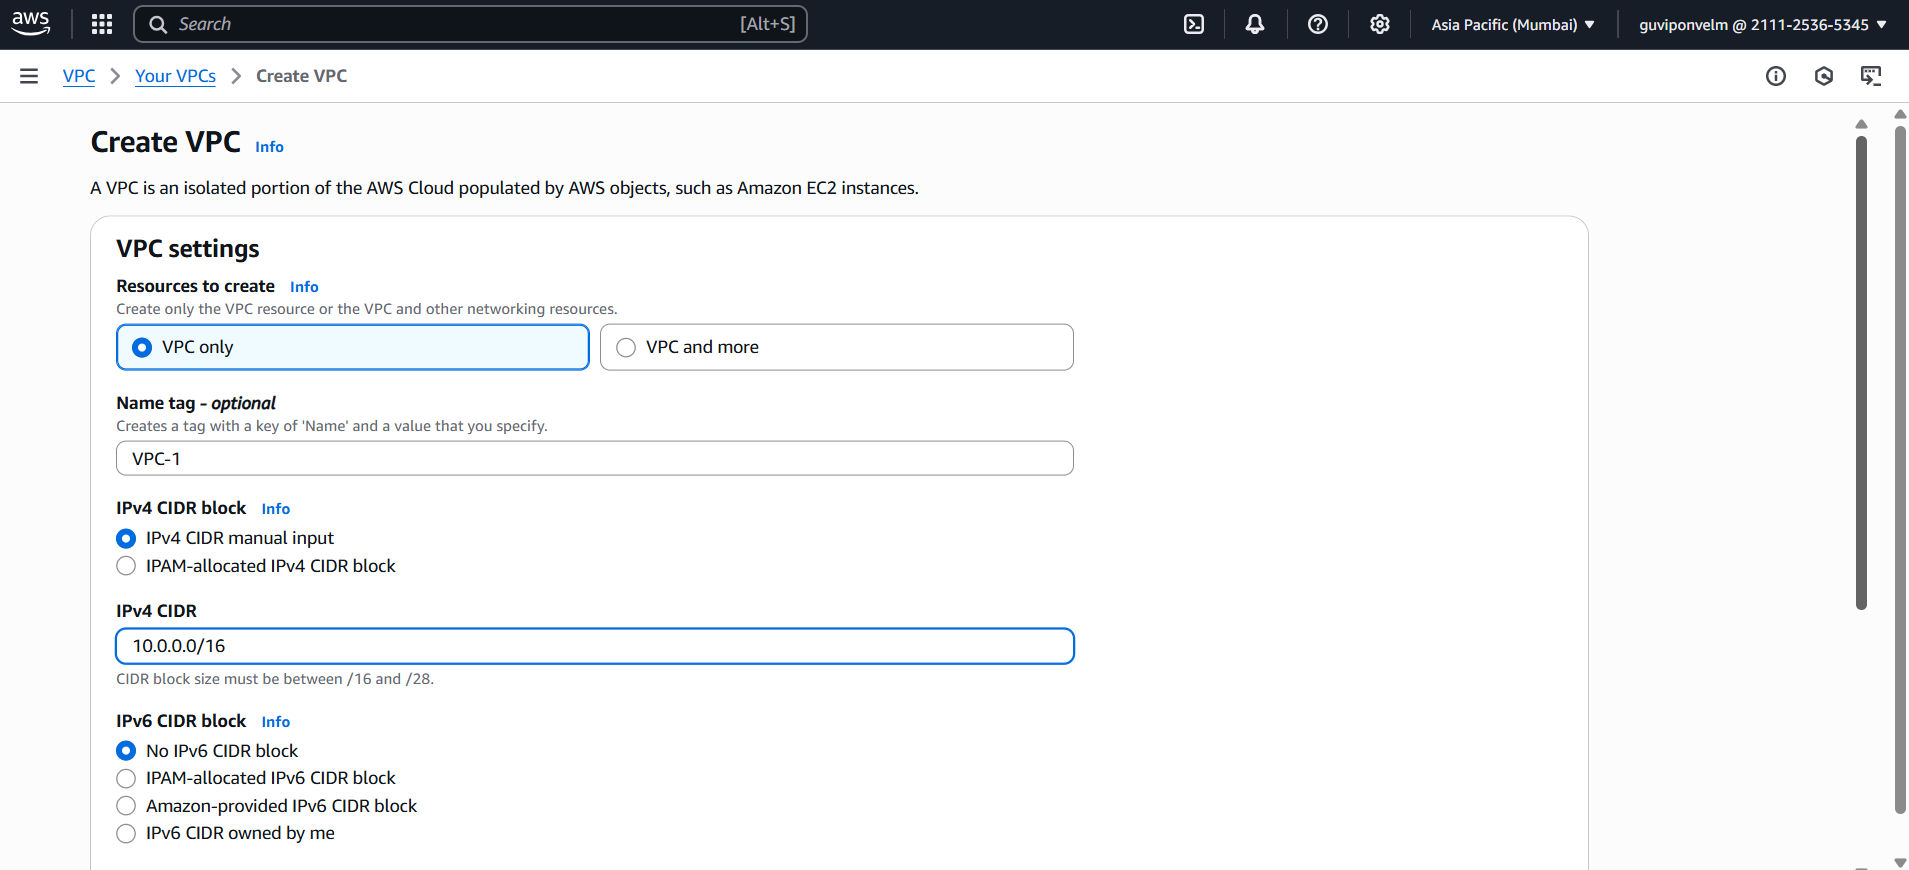 aws
Search [Alt+S]
Asia Pacific (Mumbai)
guviponvelm @ 2111-2536-5345
VPC
Your VPCs
Create VPC
Create VPC Info
A VPC is an isolated portion of the AWS Cloud populated by AWS objects, such as Amazon EC2 instances.
VPC settings
Resources to create Info
Create only the VPC resource or the VPC and other networking resources.
VPC only
VPC and more
Name tag - optional
Creates a tag with a key of 'Name' and a value that you specify.
VPC-1
IPv4 CIDR block Info
IPv4 CIDR manual input
IPAM-allocated IPv4 CIDR block
IPv4 CIDR
10.0.0.0/16
CIDR block size must be between /16 and /28.
IPv6 CIDR block Info
No IPv6 CIDR block
IPAM-allocated IPv6 CIDR block
Amazon-provided IPv6 CIDR block
IPv6 CIDR owned by me